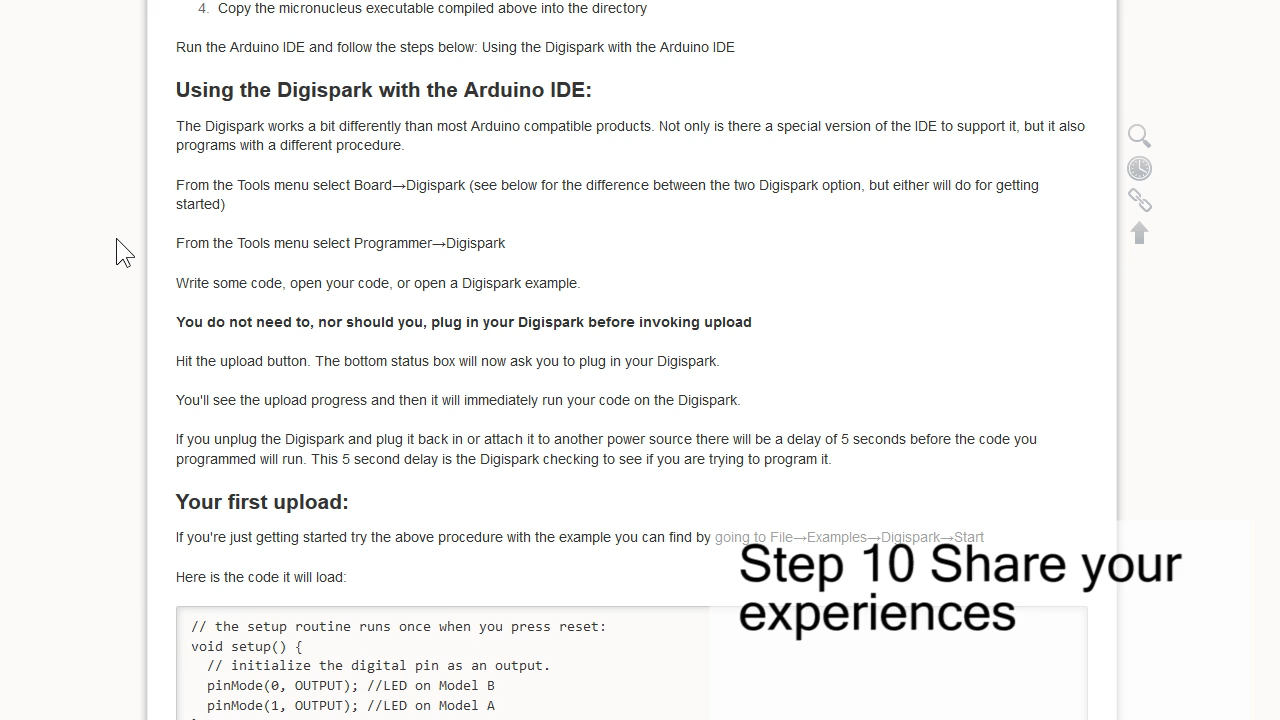 4. Copy the micronucleus executable compiled above into the directory
Run the Arduino IDE and follow the steps below: Using the Digispark with the Arduino IDE
Using the Digispark with the Arduino IDE:
The Digispark works a bit differently than most Arduino compatible products. Not only is there a special version of the IDE to support it, but it also
programs with a different procedure.
From the Tools menu select Board→Digispark (see below for the difference between the two Digispark option, but either will do for getting
started)
From the Tools menu select Programmer→Digispark
Write some code, open your code, or open a Digispark example.
You do not need to, nor should you, plug in your Digispark before invoking upload
Hit the upload button. The bottom status box will now ask you to plug in your Digispark.
You'll see the upload progress and then it will immediately run your code on the Digispark.
If you unplug the Digispark and plug it back in or attach it to another power source there will be a delay of 5 seconds before the code you
programmed will run. This 5 second delay is the Digispark checking to see if you are trying to program it.
Your first upload:
If you're just getting started try the above procedure with the example you can find by going to File→Examples→Digispark→Start
Here is the code it will load:
// the setup routine runs once when you press reset:
void setup() {
// initialize the digital pin as an output.
pinMode(0, OUTPUT); //LED on Model B
pinMode(1, OUTPUT); //LED on Model A
Step 10 Share your
experiences